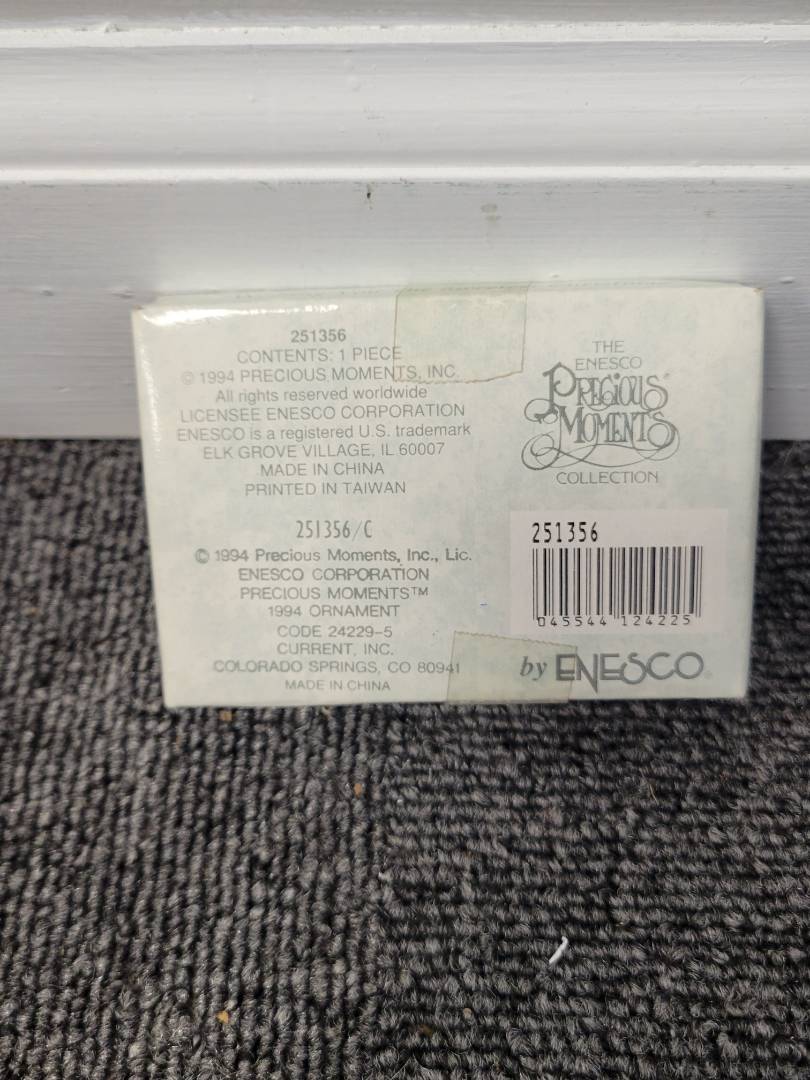 251356
CONTENTS: 1 PIECE
© 1994 PRECIOUS MOMENTS, INC.
All rights reserved worldwide
LICENSEE ENESCO CORPORATION
ENESCO is a registered U.S. trademark
ELK GROVE VILLAGE, IL 60007
MADE IN CHINA
PRINTED IN TAIWAN
251356/C
© 1994 Precious Moments, Inc., Lic.
ENESCO CORPORATION
PRECIOUS MOMENTS™
1994 ORNAMENT
CODE 24229-5
CURRENT, INC.
COLORADO SPRINGS, CO 80941
MADE IN CHINA
THE
ENESCO
PRECIOUS
MOMENTS
COLLECTION
251356
045544 124225
by ENESCO